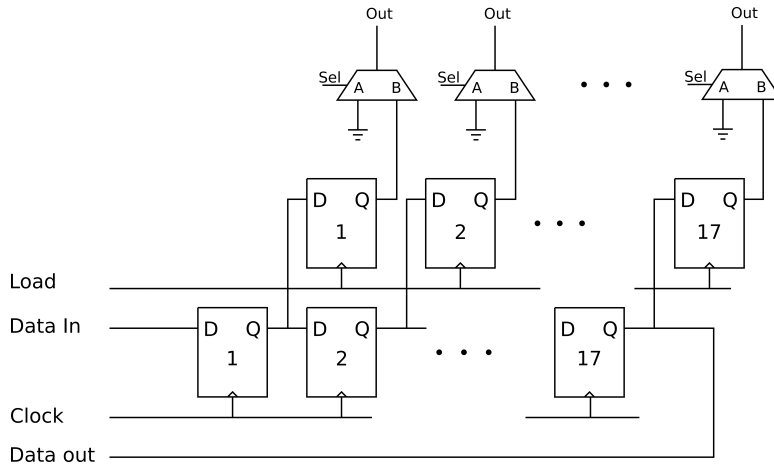 Out Out Out
Sel A B Sel A B Sel A B
D Q D Q D Q
1 2 17
Load
Data In D Q D Q D Q
1 2 17
Clock
Data out